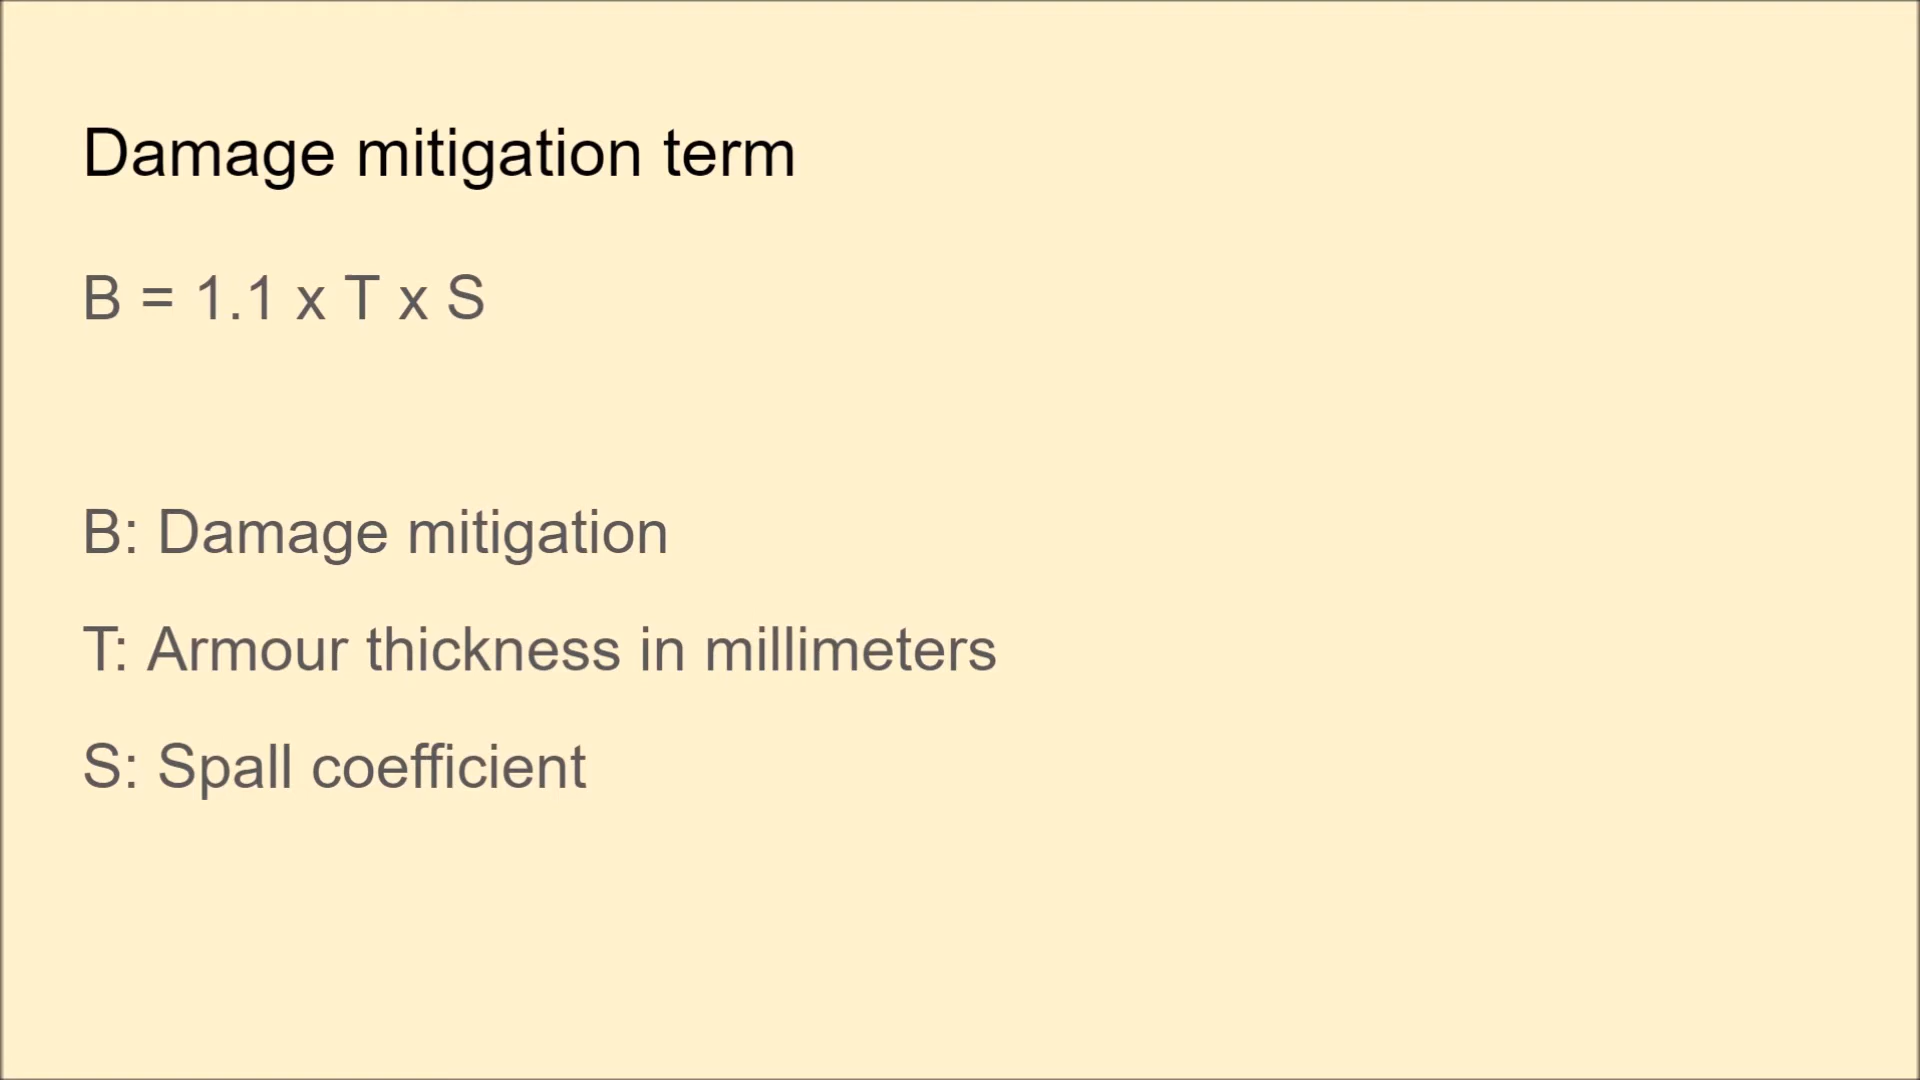 Damage mitigation term
B = 1.1 x T x S
B: Damage mitigation
T: Armour thickness in millimeters
S: Spall coefficient